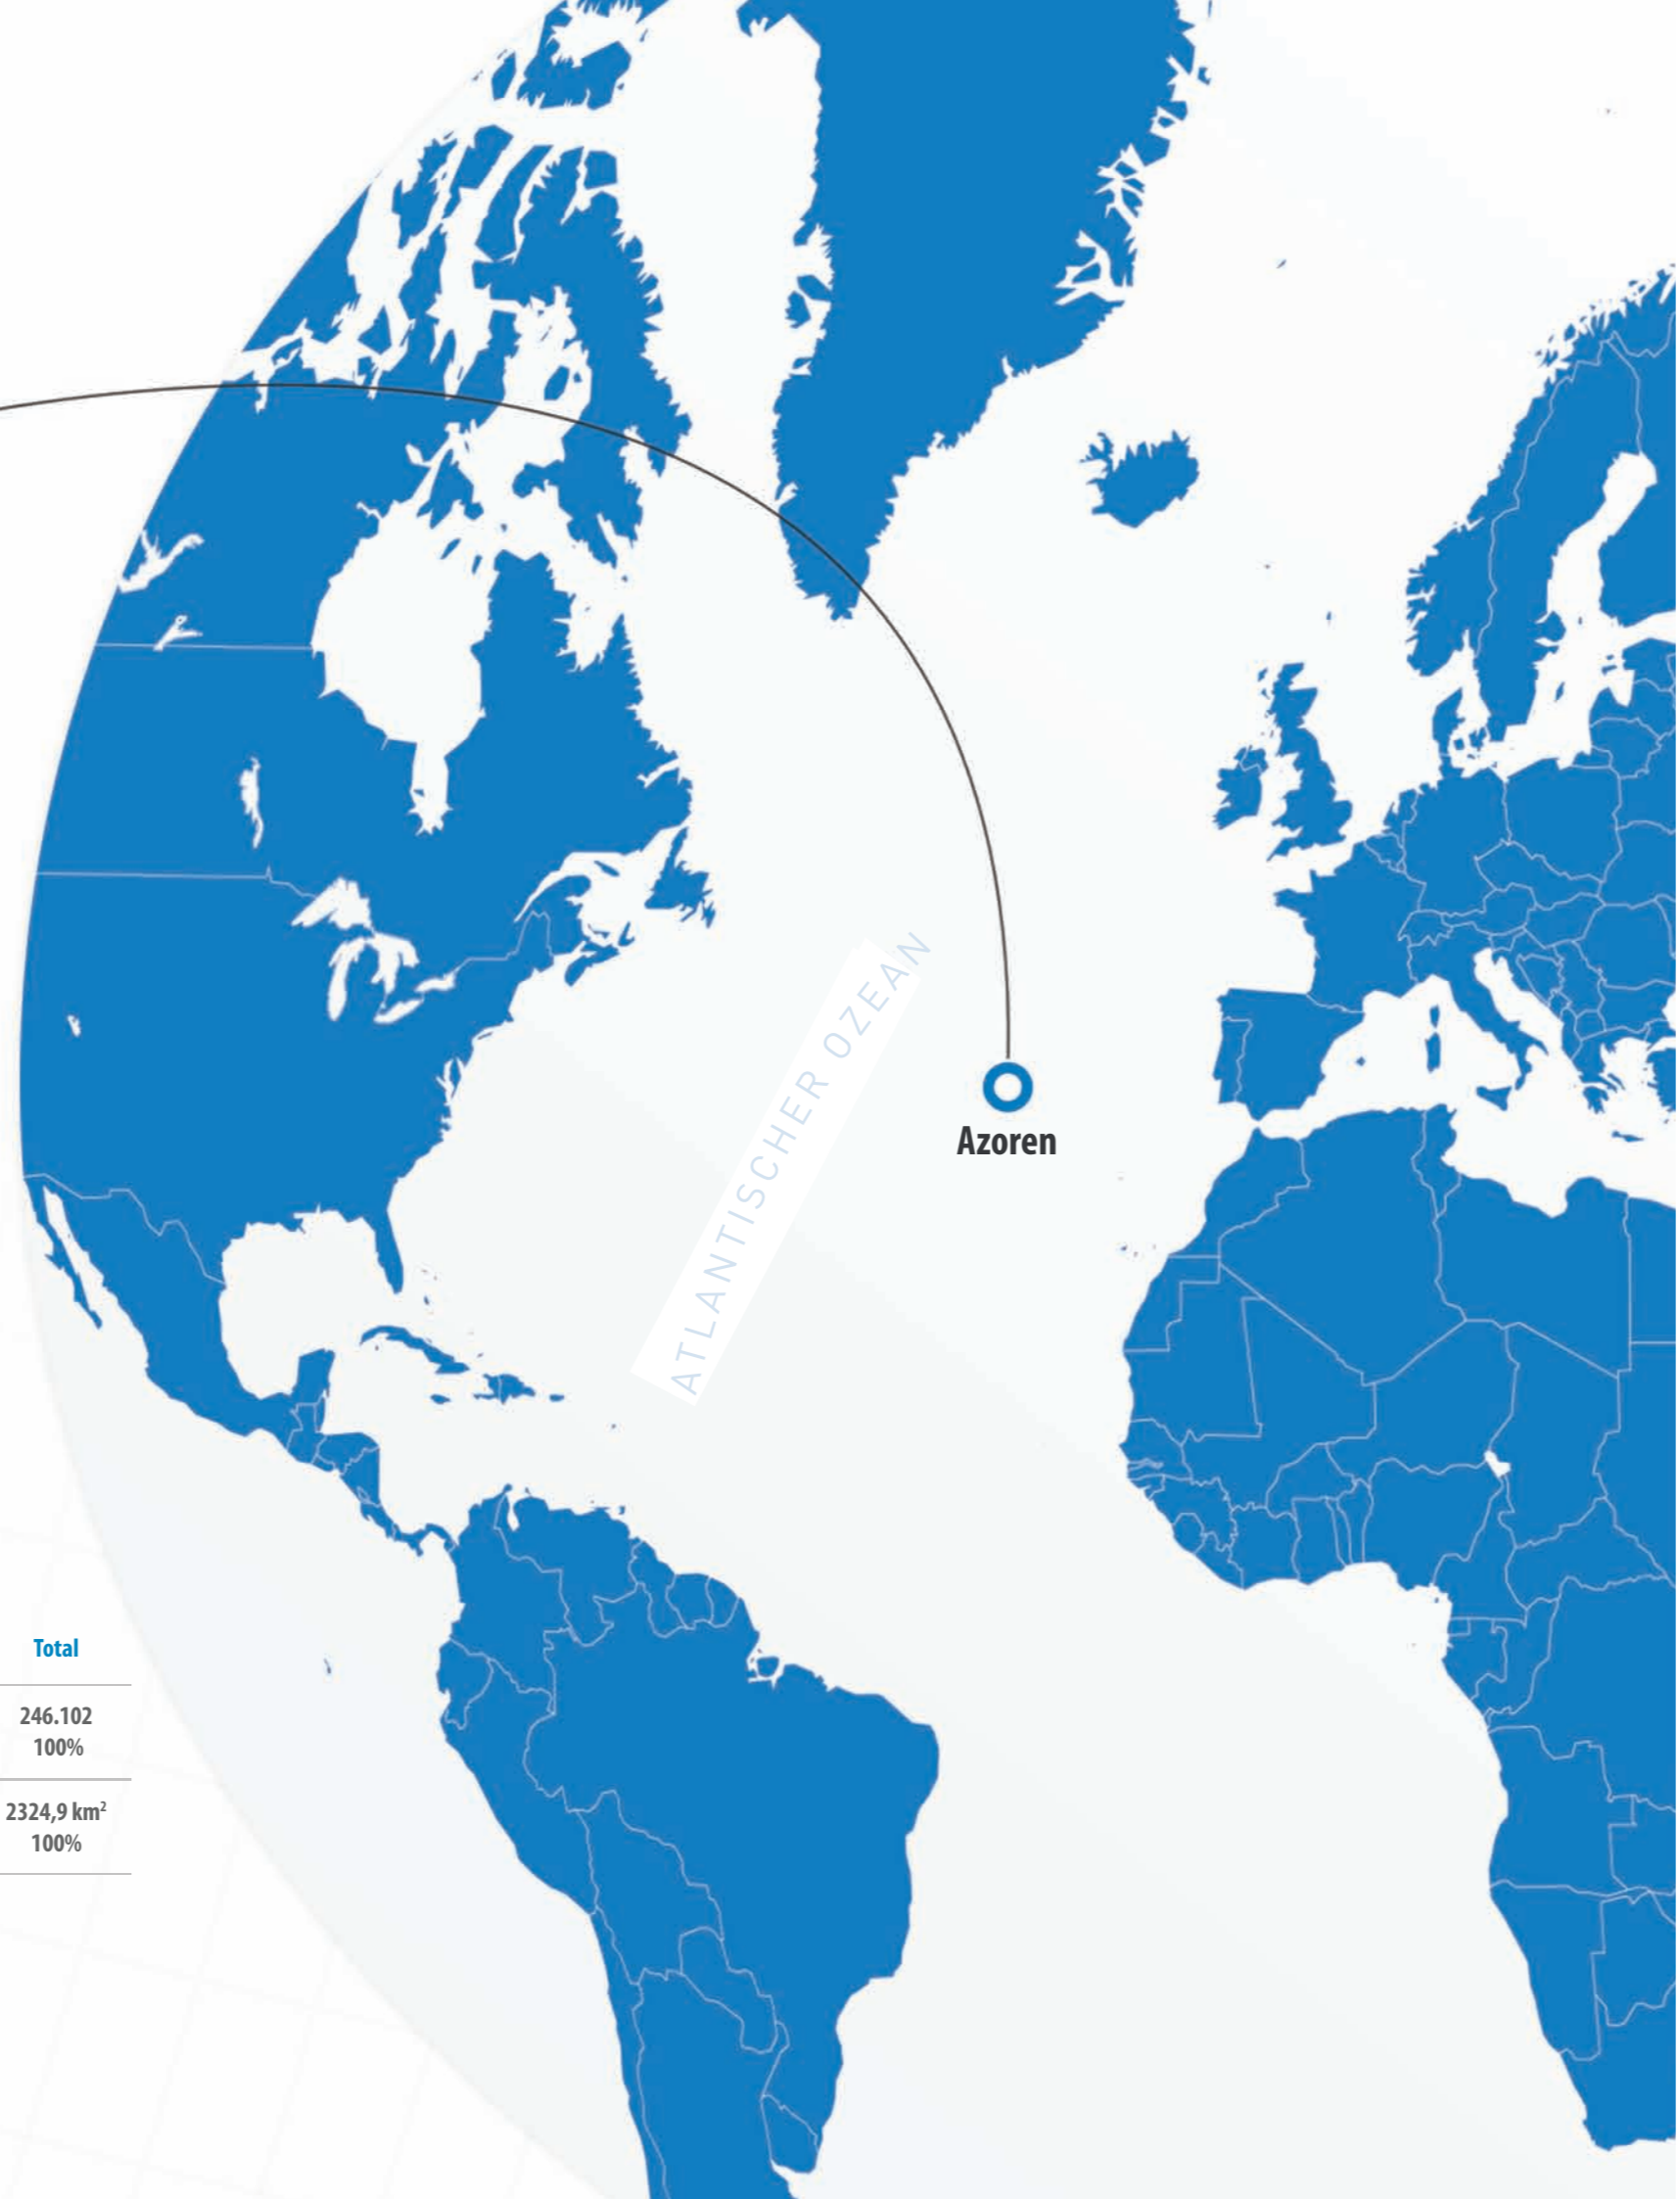 ATLANTISCHER OZEAN
Azoren
Total
246.102
100%
2324,9 km²
100%